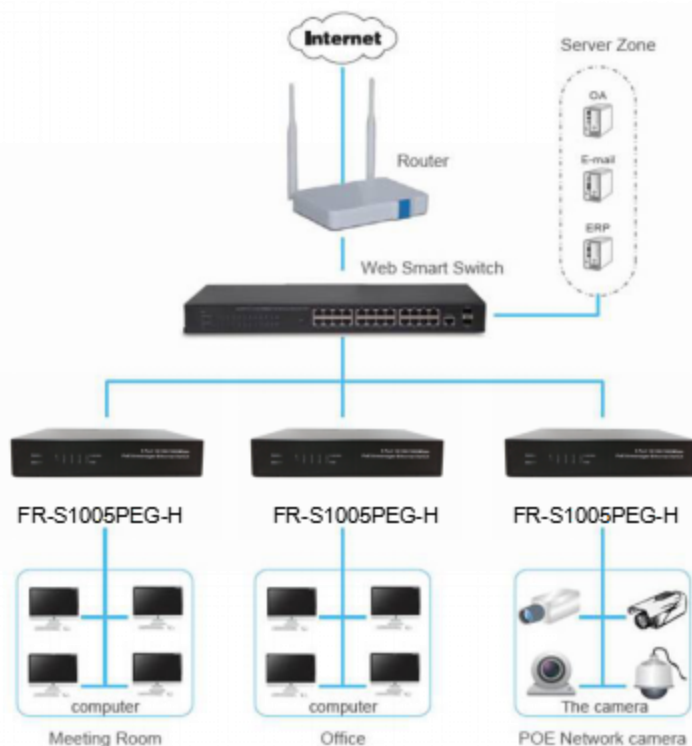 Internet
Server Zone
OA
E-mail
ERP
Router
Web Smart Switch
FR-S1005PEG-H
FR-S1005PEG-H
FR-S1005PEG-H
computer
computer
The camera
Meeting Room
Office
POE Network camera